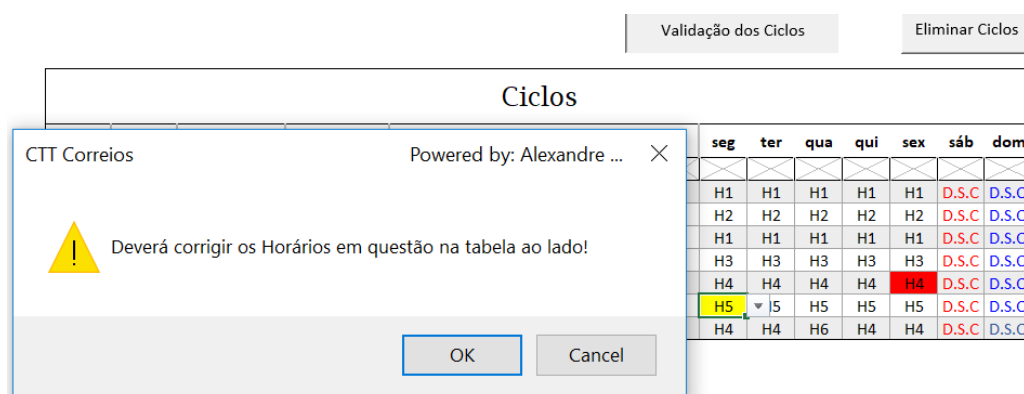 Validação dos Ciclos Eliminar Ciclos
Ciclos
CTT Correios Powered by: Alexandre ...
Deverá corrigir os Horários em questão na tabela ao lado!
OK Cancel
seg ter qua qui sex sáb dom
H1 H1 H1 H1 H1 D.S.C D.S.C
H2 H2 H2 H2 H2 D.S.C D.S.C
H1 H1 H1 H1 H1 D.S.C D.S.C
H3 H3 H3 H3 H3 D.S.C D.S.C
H4 H4 H4 H4 H4 D.S.C D.S.C
H5 5 H5 H5 H5 D.S.C D.S.C
H4 H4 H6 H4 H4 D.S.C D.S.C